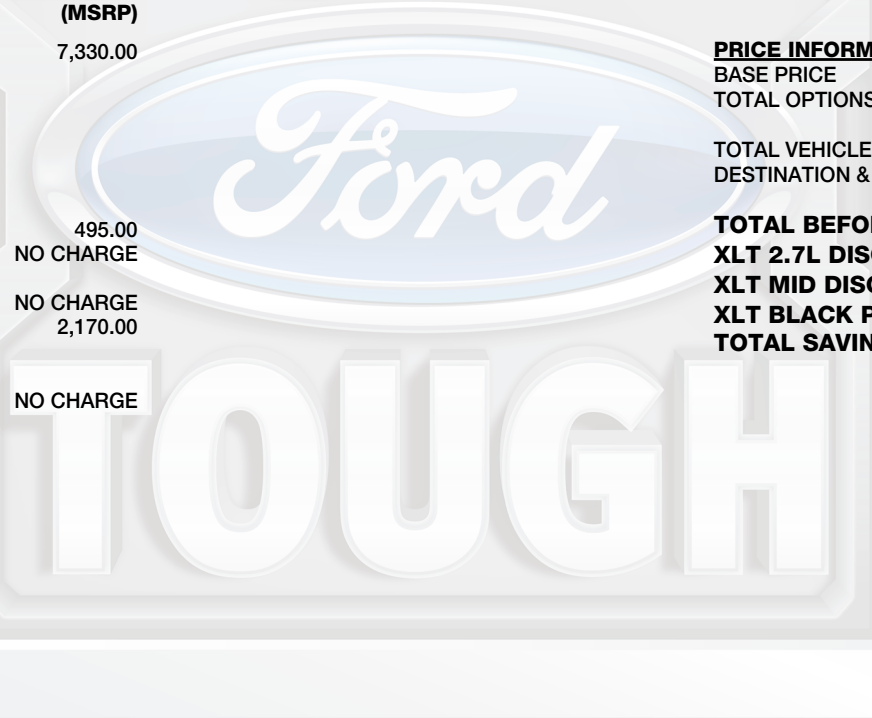 (MSRP)
7,330.00
495.00
NO CHARGE
NO CHARGE
2,170.00
NO CHARGE
PRICE INFORM
BASE PRICE
TOTAL OPTIONS
TOTAL VEHICLE
DESTINATION &
TOTAL BEFO
XLT 2.7L DIS
XLT MID DISC
XLT BLACK P
TOTAL SAVIN
Ford
TOUGH